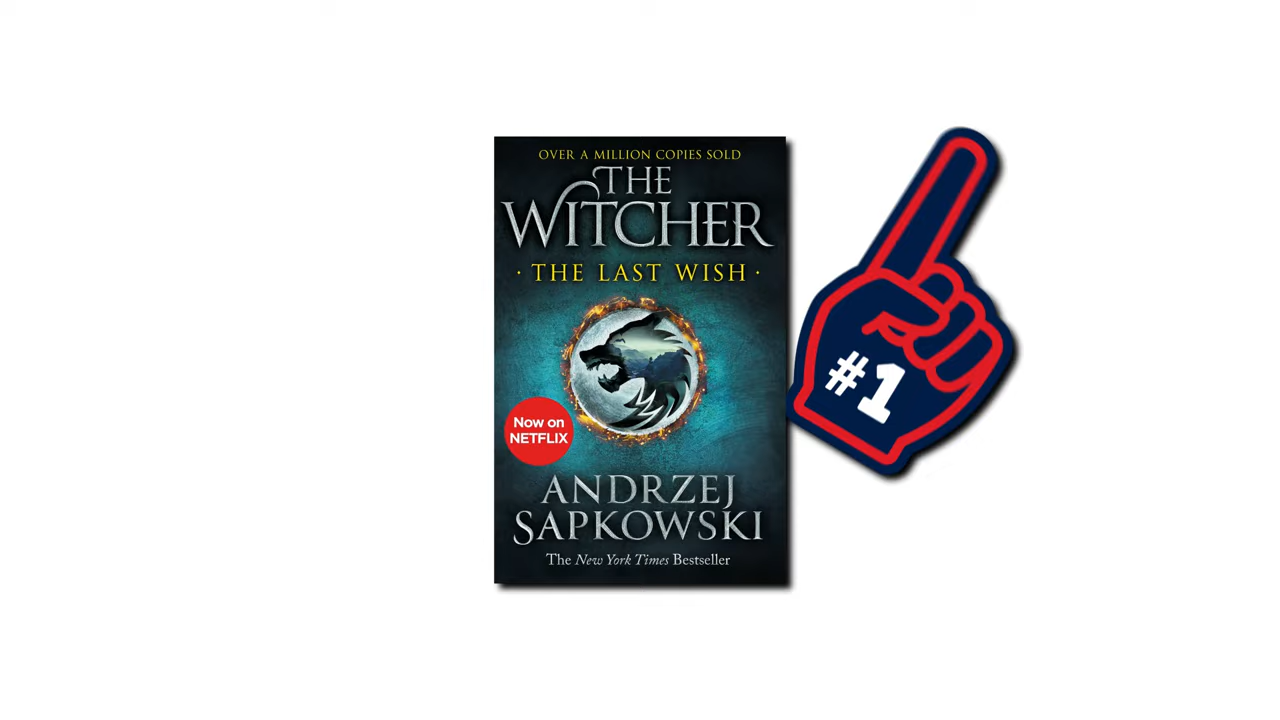 OVER A MILLION COPIES SOLD
THE
WITCHER
· THE LAST WISH ·
Now on
NETFLIX
ANDRZEJ
SAPKOWSKI
The New York Times Bestseller
#1